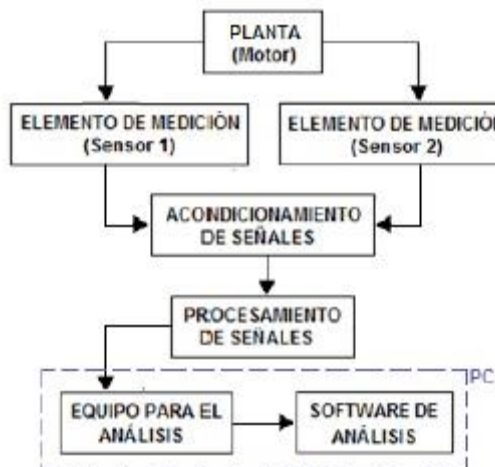 PLANTA
(Motor)
ELEMENTO DE MEDICIÓN
(Sensor 1)
ELEMENTO DE MEDICIÓN
(Sensor 2)
ACONDICIONAMIENTO
DE SEÑALES
PROCESAMIENTO
DE SEÑALES
PC
EQUIPO PARA EL
ANÁLISIS
SOFTWARE DE
ANÁLISIS